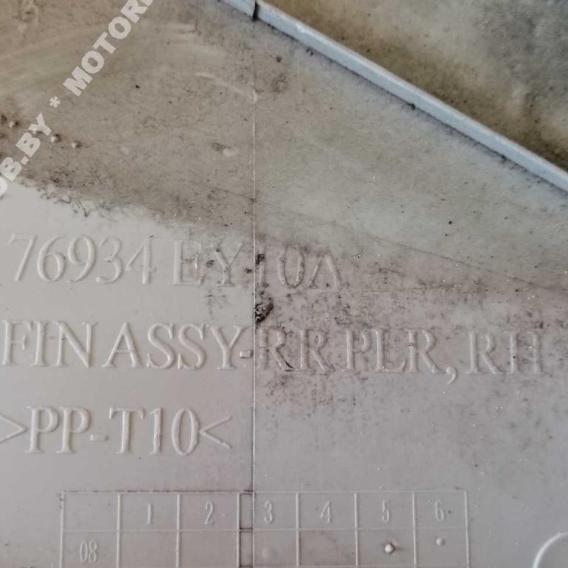 76934 EY10A
FIN ASSY-RR PLR, RH
>PP-T10<
1 2 3 4 5 6
08